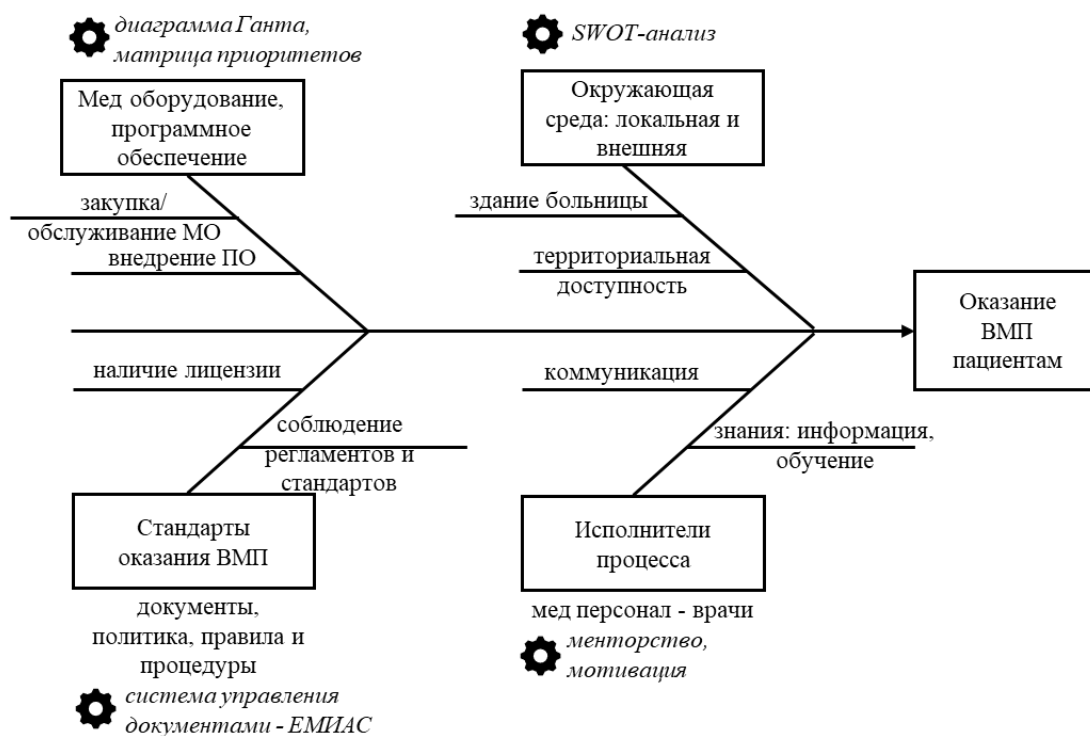 диаграмма Ганта,
матрица приоритетов
SWOT-анализ
Мед оборудование,
программное
обеспечение
Окружающая
среда: локальная и
внешняя
закупка/
обслуживание МО
внедрение ПО
здание больницы
территориальная
доступность
Оказание
ВМП
пациентам
наличие лицензии
соблюдение
регламентов и
стандартов
коммуникация
знания: информация,
обучение
Стандарты
оказания ВМП
Исполнители
процесса
документы,
политика, правила и
процедуры
система управления
документами - ЕМИАС
мед персонал - врачи
менторство,
мотивация